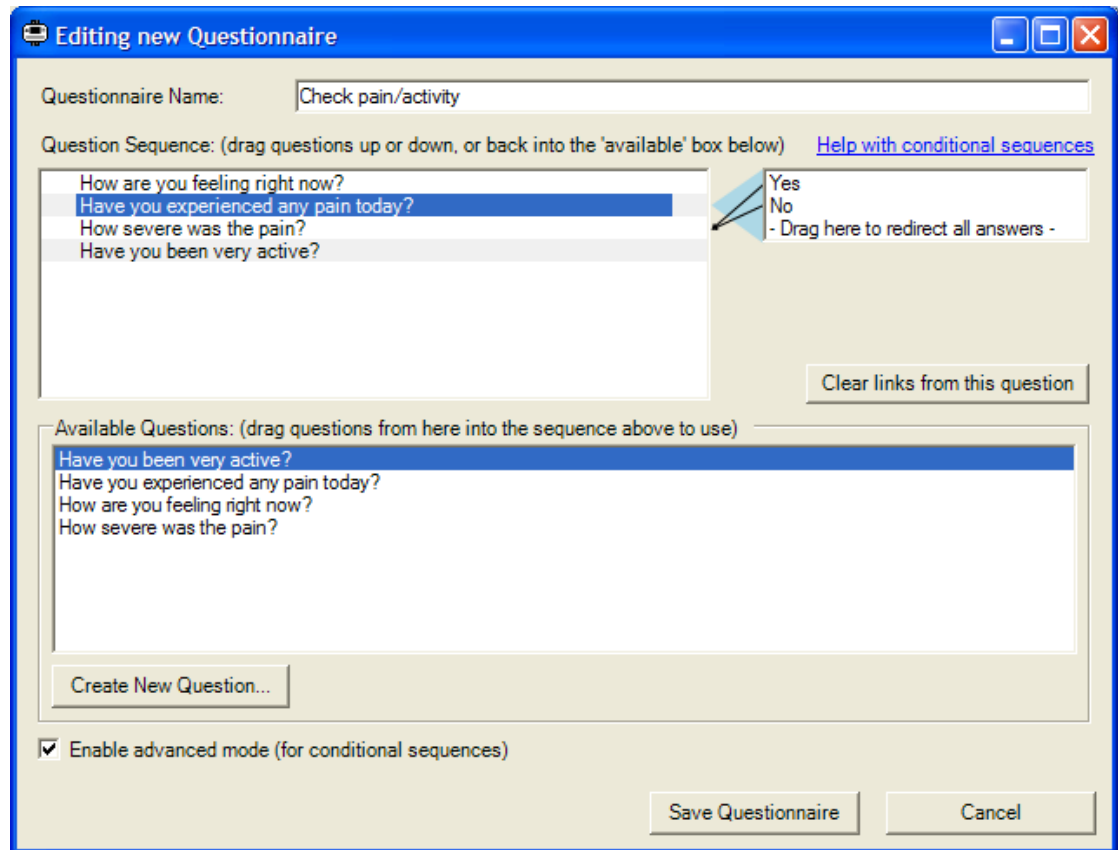 Editing new Questionnaire
Questionnaire Name: Check pain/activity
Question Sequence: (drag questions up or down, or back into the 'available' box below) Help with conditional sequences
How are you feeling right now?
Have you experienced any pain today?
How severe was the pain?
Have you been very active?
Yes
No
- Drag here to redirect all answers -
Clear links from this question
Available Questions: (drag questions from here into the sequence above to use)
Have you been very active?
Have you experienced any pain today?
How are you feeling right now?
How severe was the pain?
Create New Question...
Enable advanced mode (for conditional sequences)
Save Questionnaire Cancel